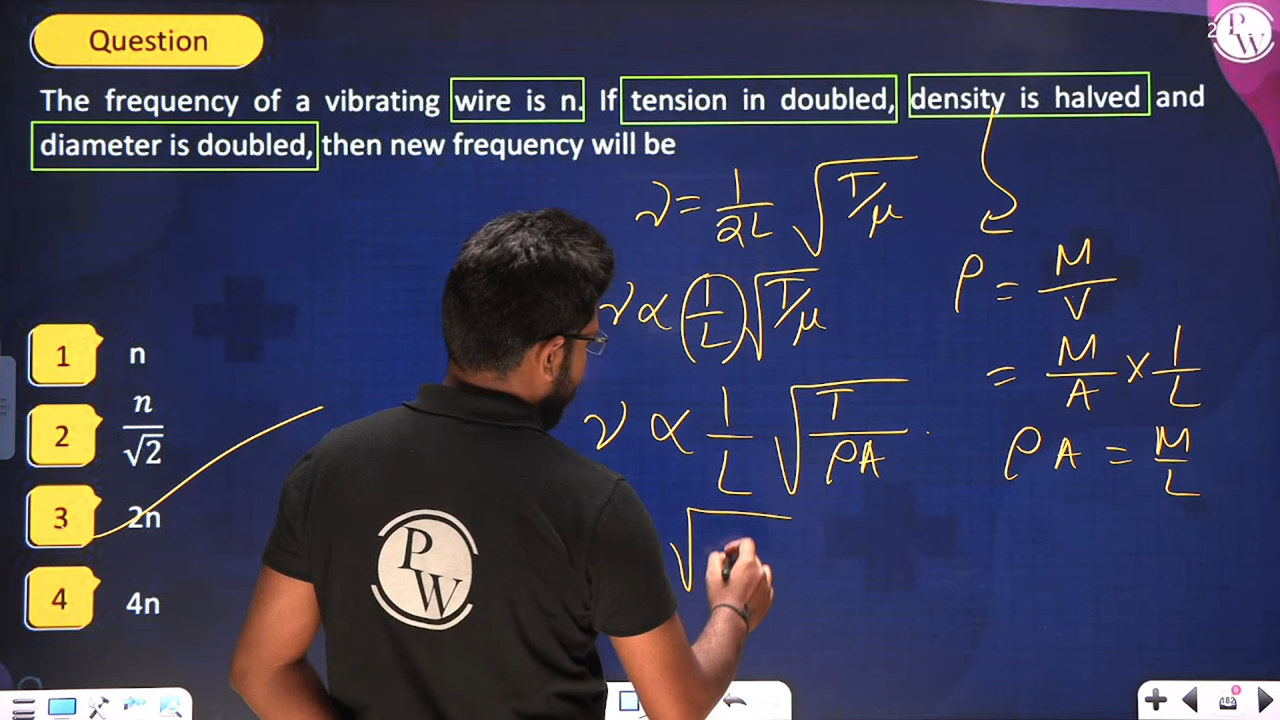 Question
The frequency of a vibrating wire is n. If tension in doubled, density is halved and
diameter is doubled, then new frequency will be
ν = 1/2L √T/μ
ν ∝ (1/L) √T/μ
ν ∝ 1/L √T/ρA
√
ρ = M/V
= M/A × 1/L
ρA = M/L
1 n
2 n/√2
3 2n
4 4n
PW
PW
182